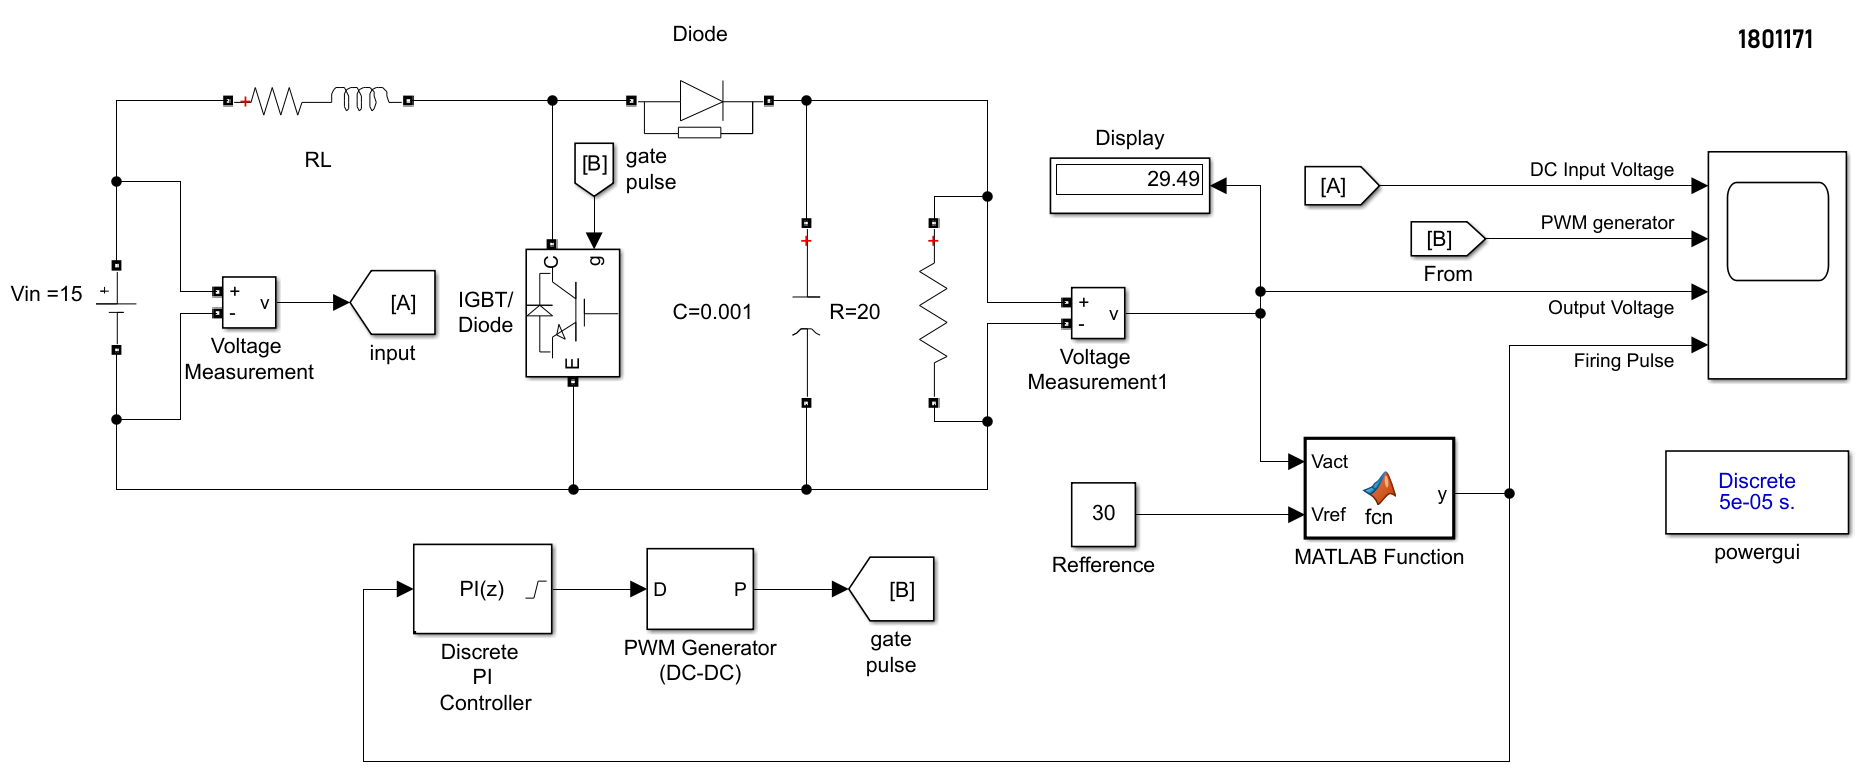 Diode
1801171
RL
[B]
gate
pulse
Display
29.49
[A]
DC Input Voltage
PWM generator
[B]
From
Vin =15
+
+
-
v
[A]
Voltage
Measurement
input
IGBT/
Diode
C
g
E
C=0.001
R=20
+
-
v
Voltage
Measurement1
Output Voltage
Firing Pulse
Vact
Vref
y
fcn
MATLAB Function
30
Refference
Discrete
5e-05 s.
powergui
PI(z)
Discrete
PI
Controller
D
P
PWM Generator
(DC-DC)
[B]
gate
pulse